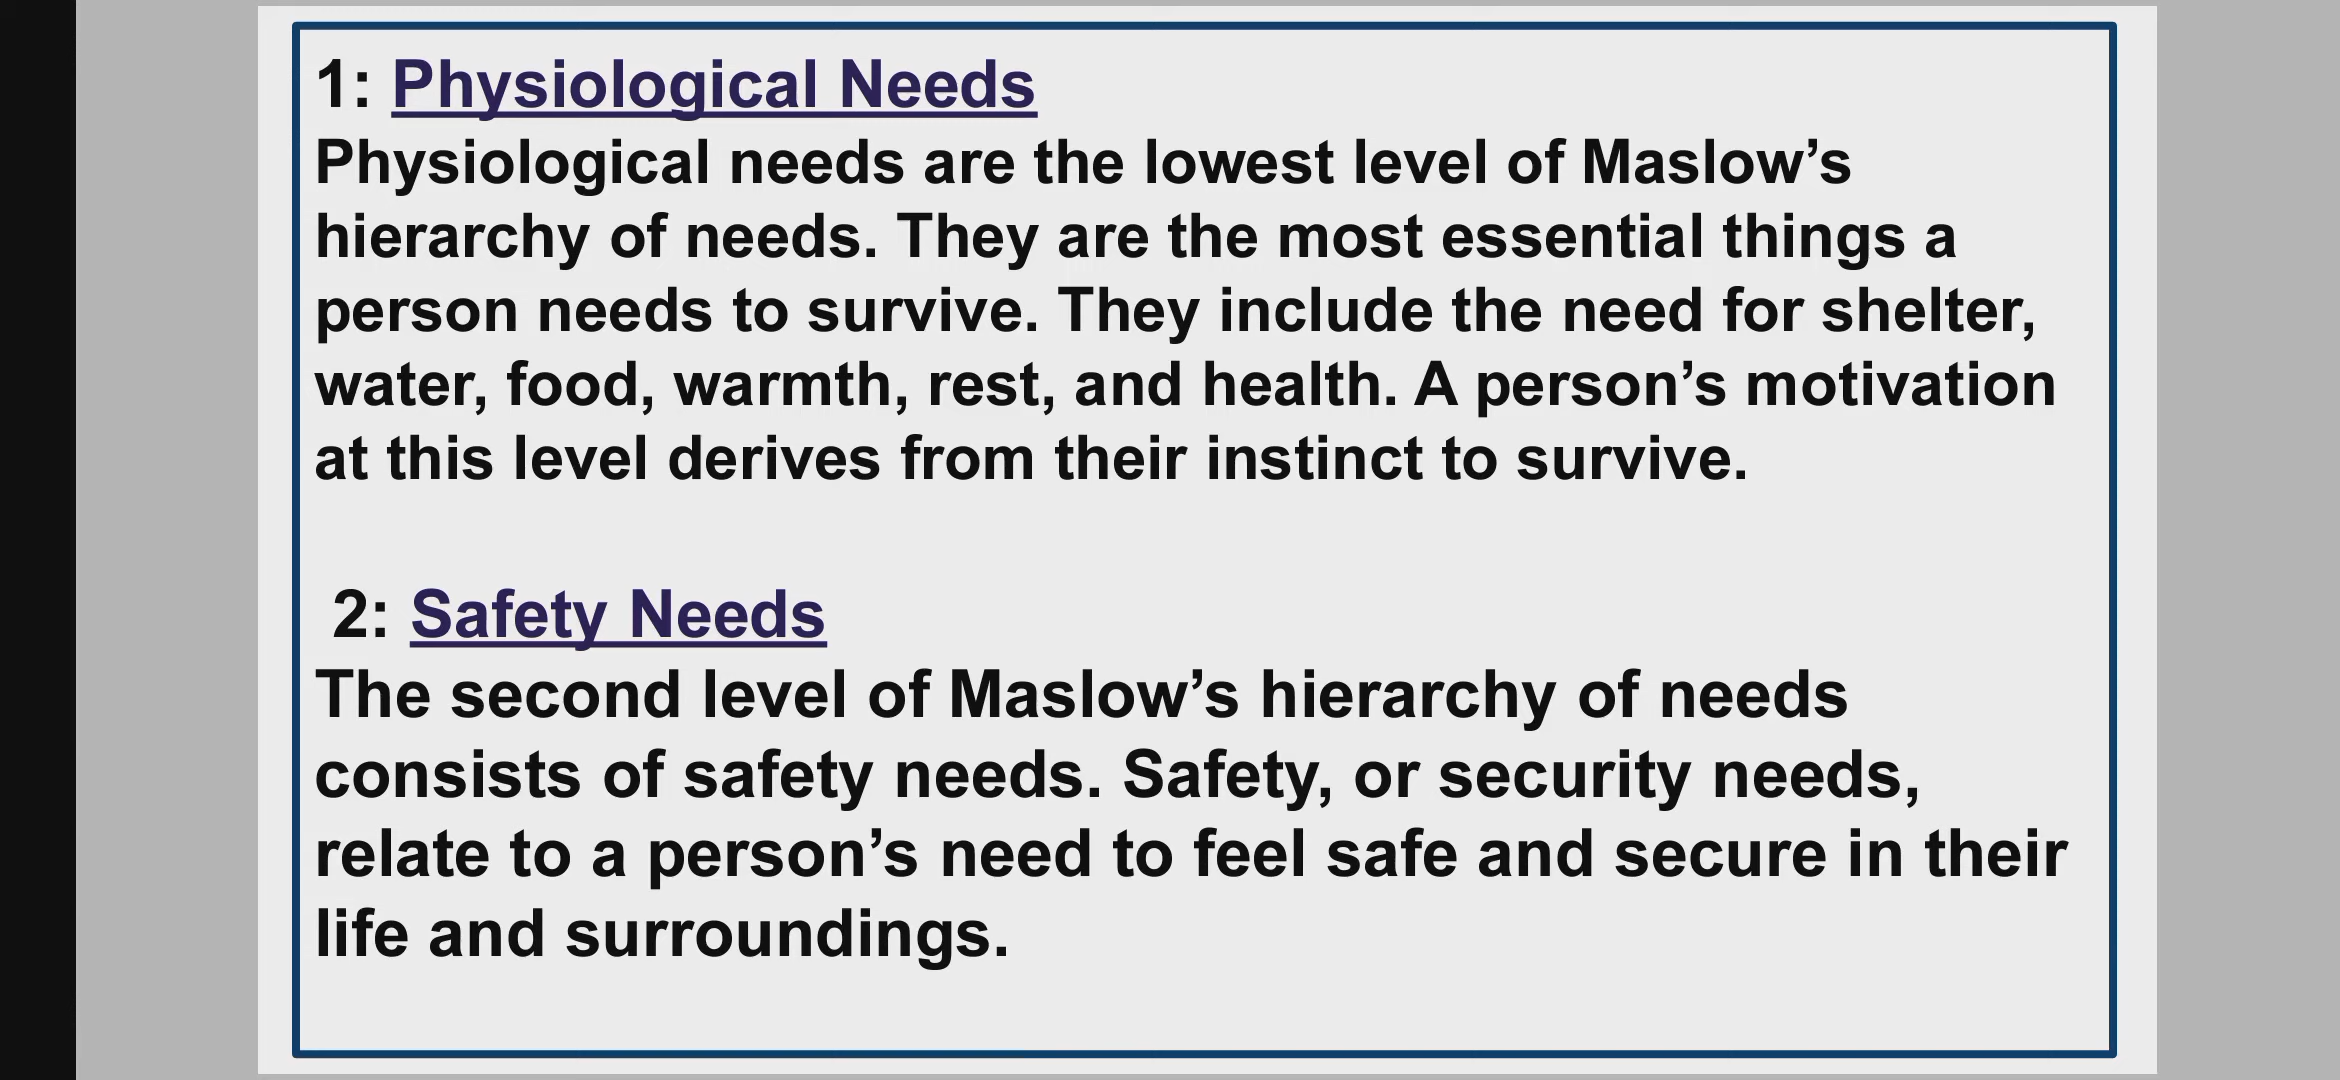 1: Physiological Needs
Physiological needs are the lowest level of Maslow’s
hierarchy of needs. They are the most essential things a
person needs to survive. They include the need for shelter,
water, food, warmth, rest, and health. A person’s motivation
at this level derives from their instinct to survive.
2: Safety Needs
The second level of Maslow’s hierarchy of needs
consists of safety needs. Safety, or security needs,
relate to a person’s need to feel safe and secure in their
life and surroundings.